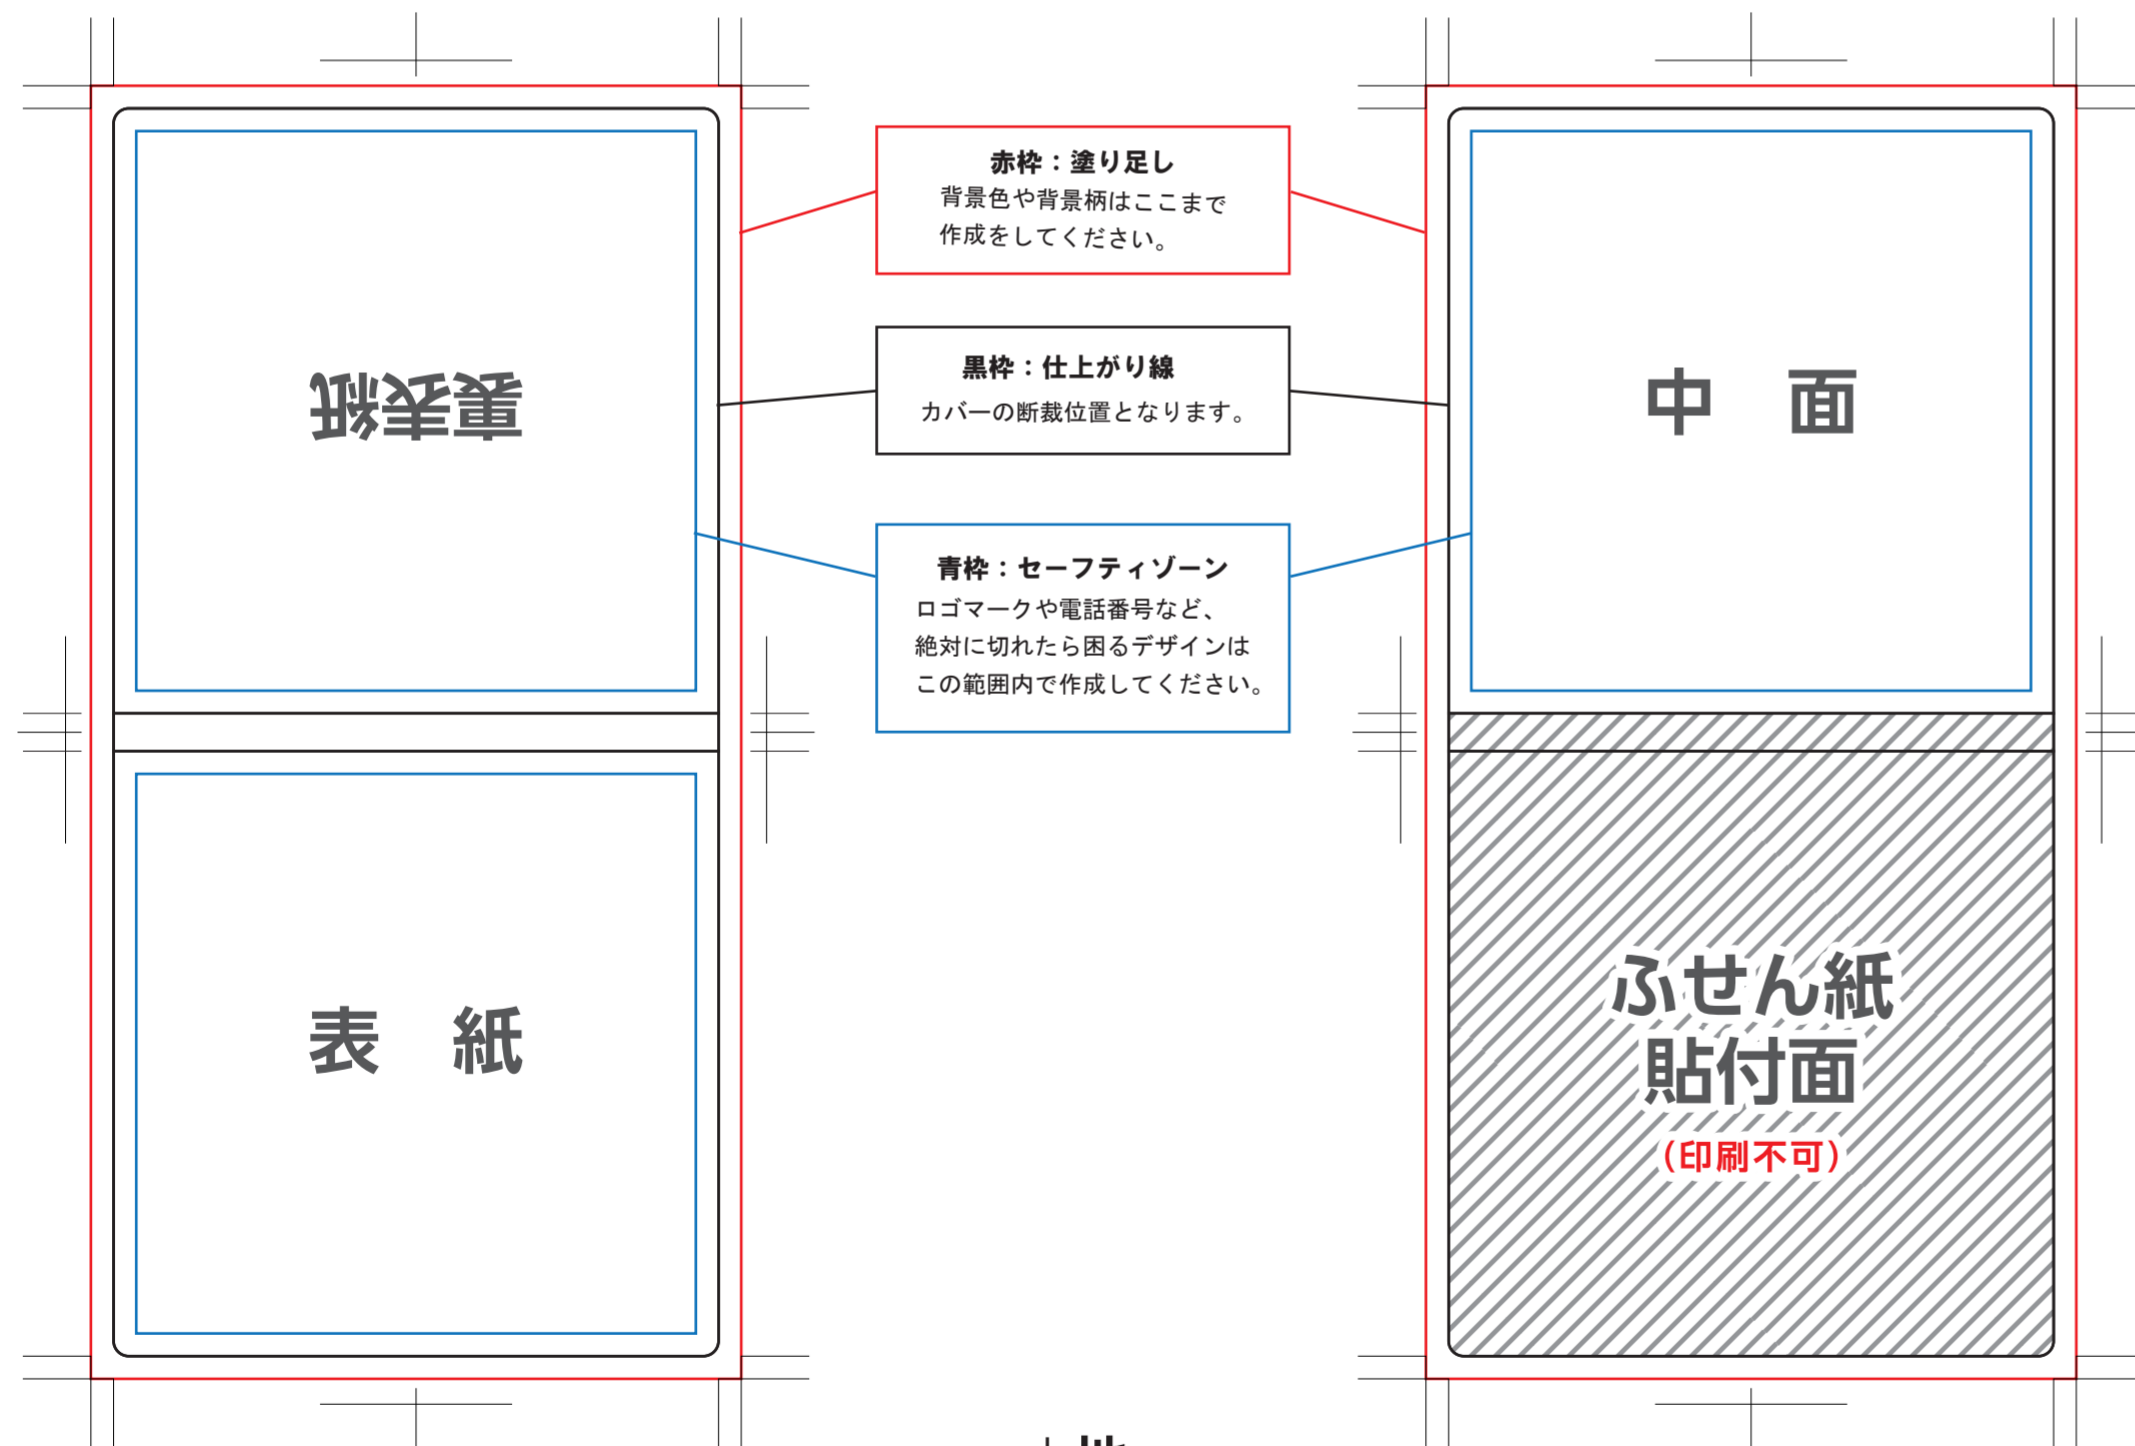 裏表紙
表　紙
赤枠：塗り足し
背景色や背景柄はここまで
作成をしてください。
黒枠：仕上がり線
カバーの断裁位置となります。
青枠：セーフティゾーン
ロゴマークや電話番号など、
絶対に切れたら困るデザインは
この範囲内で作成してください。
中　面
ふせん紙
貼付面
（印刷不可）